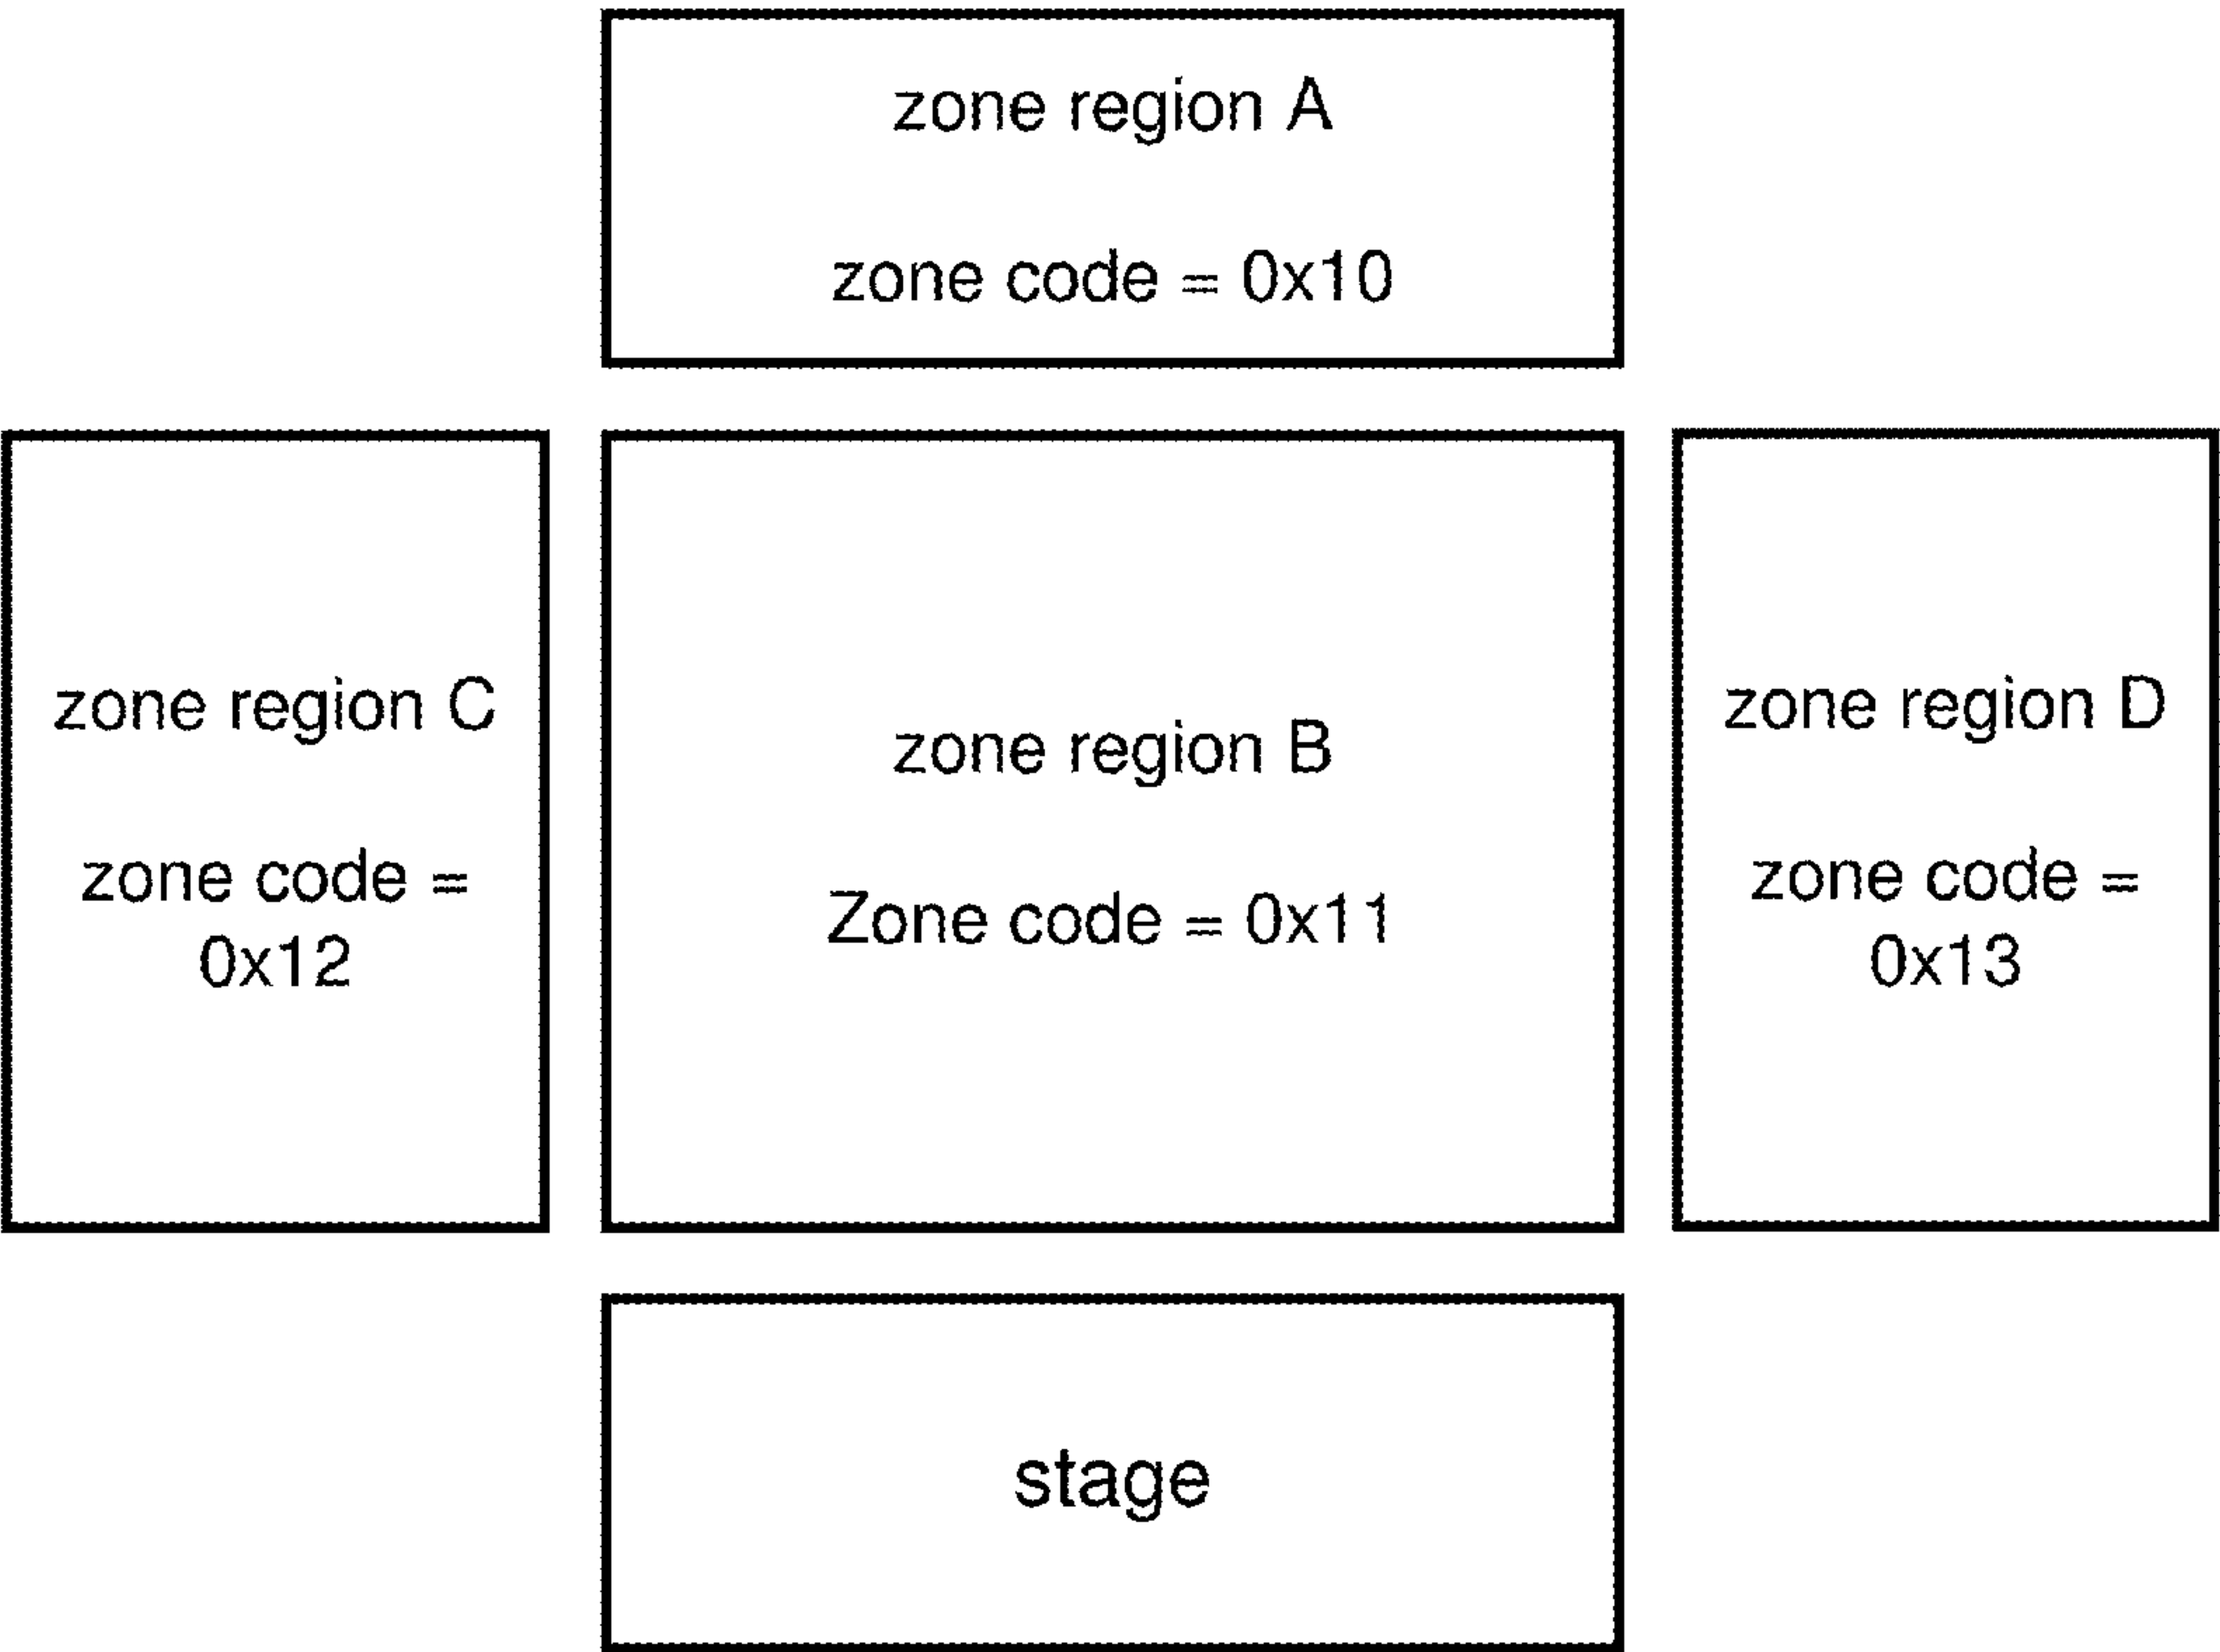 zone region A
zone code = 0x10
zone region C
zone code =
0x12
zone region B
Zone code = 0x11
zone region D
zone code =
0x13
stage